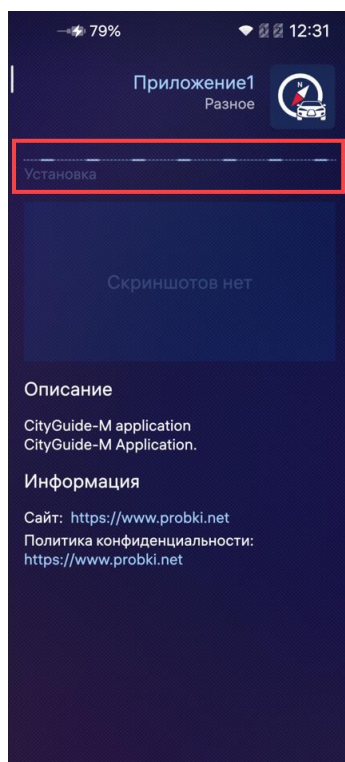 79%
12:31
Приложение1
Разное
N
Установка
Скриншотов нет
Описание
CityGuide-M application
CityGuide-M Application.
Информация
Сайт: https://www.probki.net
Политика конфиденциальности:
https://www.probki.net